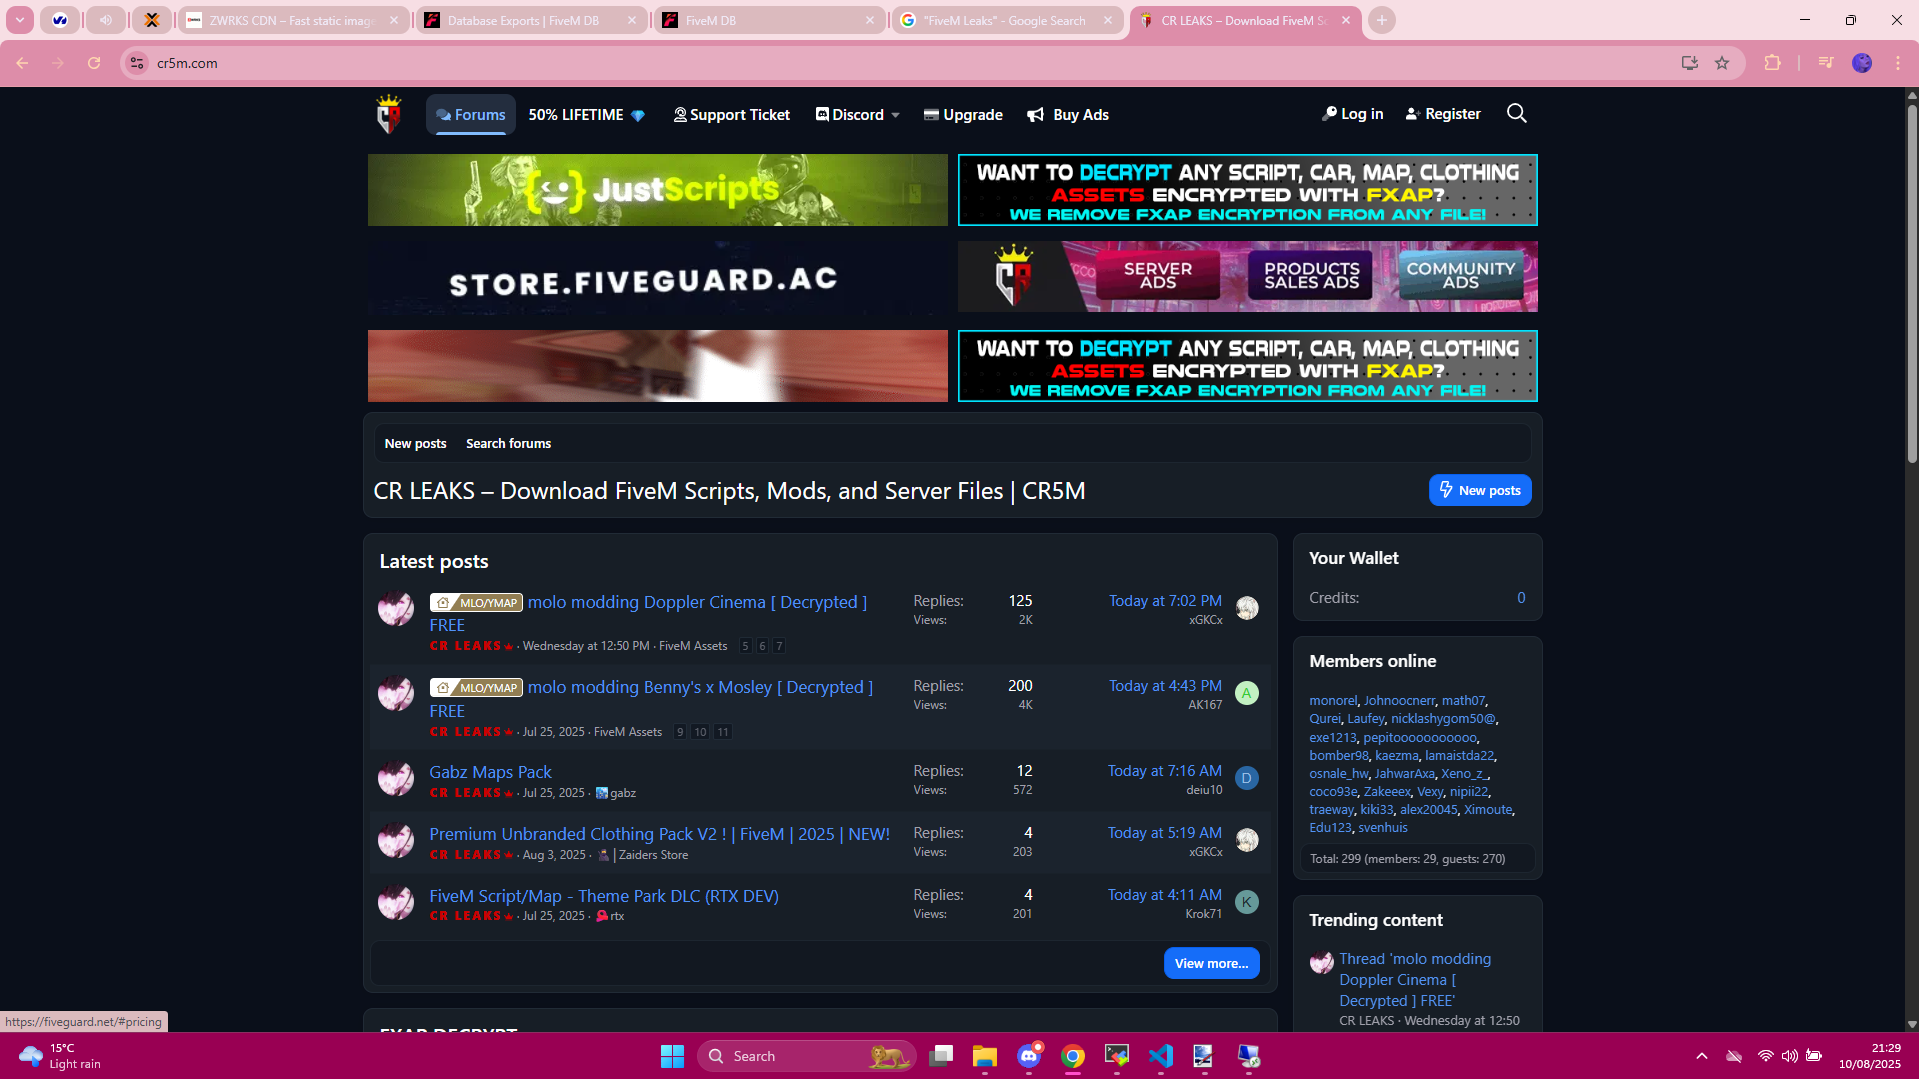 ZWRKS CDN – Fast static image
Database Exports | FiveM DB
FiveM DB
"FiveM Leaks" - Google Search
CR LEAKS – Download FiveM Sc
cr5m.com
Forums
50% LIFETIME
Support Ticket
Discord
Upgrade
Buy Ads
Log in
Register
JustScripts
WANT TO DECRYPT ANY SCRIPT, CAR, MAP, CLOTHING
ASSETS ENCRYPTED WITH FXAP?
WE REMOVE FXAP ENCRYPTION FROM ANY FILE!
STORE.FIVEGUARD.AC
CR
SERVER
ADS
PRODUCTS
SALES ADS
COMMUNITY
ADS
WANT TO DECRYPT ANY SCRIPT, CAR, MAP, CLOTHING
ASSETS ENCRYPTED WITH FXAP?
WE REMOVE FXAP ENCRYPTION FROM ANY FILE!
New posts
Search forums
CR LEAKS – Download FiveM Scripts, Mods, and Server Files | CR5M
New posts
Latest posts
MLO/YMAP molo modding Doppler Cinema [ Decrypted ]
FREE
CR LEAKS · Wednesday at 12:50 PM · FiveM Assets 5 6 7
Replies: 125
Views: 2K
Today at 7:02 PM
xGKCx
MLO/YMAP molo modding Benny's x Mosley [ Decrypted ]
FREE
CR LEAKS · Jul 25, 2025 · FiveM Assets 9 10 11
Replies: 200
Views: 4K
Today at 4:43 PM
AK167
A
Gabz Maps Pack
CR LEAKS · Jul 25, 2025 · gabz
Replies: 12
Views: 572
Today at 7:16 AM
deiu10
D
Premium Unbranded Clothing Pack V2 ! | FiveM | 2025 | NEW!
CR LEAKS · Aug 3, 2025 · | Zaiders Store
Replies: 4
Views: 203
Today at 5:19 AM
xGKCx
FiveM Script/Map - Theme Park DLC (RTX DEV)
CR LEAKS · Jul 25, 2025 · rtx
Replies: 4
Views: 201
Today at 4:11 AM
Krok71
K
View more...
Your Wallet
Credits: 0
Members online
monorel, Johnoocnerr, math07,
Qurei, Laufey, nicklashygom50@,
exe1213, pepitooooooooooo,
bomber98, kaezma, lamaistda22,
osnale_hw, JahwarAxa, Xeno_z_,
coco93e, Zakeeex, Vexy, nipii22,
traeway, kiki33, alex20045, Ximoute,
Edu123, svenhuis
Total: 299 (members: 29, guests: 270)
Trending content
Thread 'molo modding
Doppler Cinema [
Decrypted ] FREE'
CR LEAKS · Wednesday at 12:50
FXAP DECRYPT
https://fiveguard.net/#pricing
15°C
Light rain
Search
21:29
10/08/2025